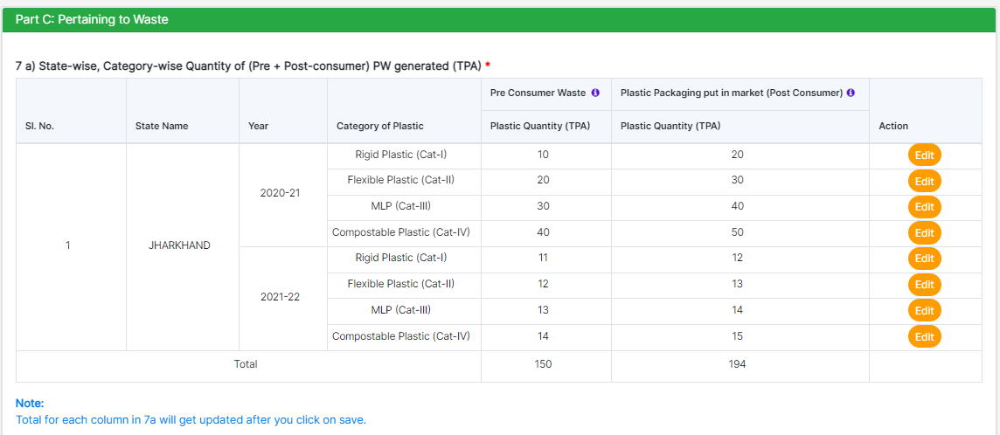 Part C: Pertaining to Waste
7 a) State-wise, Category-wise Quantity of (Pre + Post-consumer) PW generated (TPA) *
Sl. No. State Name Year Category of Plastic Pre Consumer Waste Plastic Packaging put in market (Post Consumer) Action
Plastic Quantity (TPA) Plastic Quantity (TPA)
1 JHARKHAND 2020-21 Rigid Plastic (Cat-I) 10 20 Edit
Flexible Plastic (Cat-II) 20 30 Edit
MLP (Cat-III) 30 40 Edit
Compostable Plastic (Cat-IV) 40 50 Edit
2021-22 Rigid Plastic (Cat-I) 11 12 Edit
Flexible Plastic (Cat-II) 12 13 Edit
MLP (Cat-III) 13 14 Edit
Compostable Plastic (Cat-IV) 14 15 Edit
Total 150 194
Note:
Total for each column in 7a will get updated after you click on save.